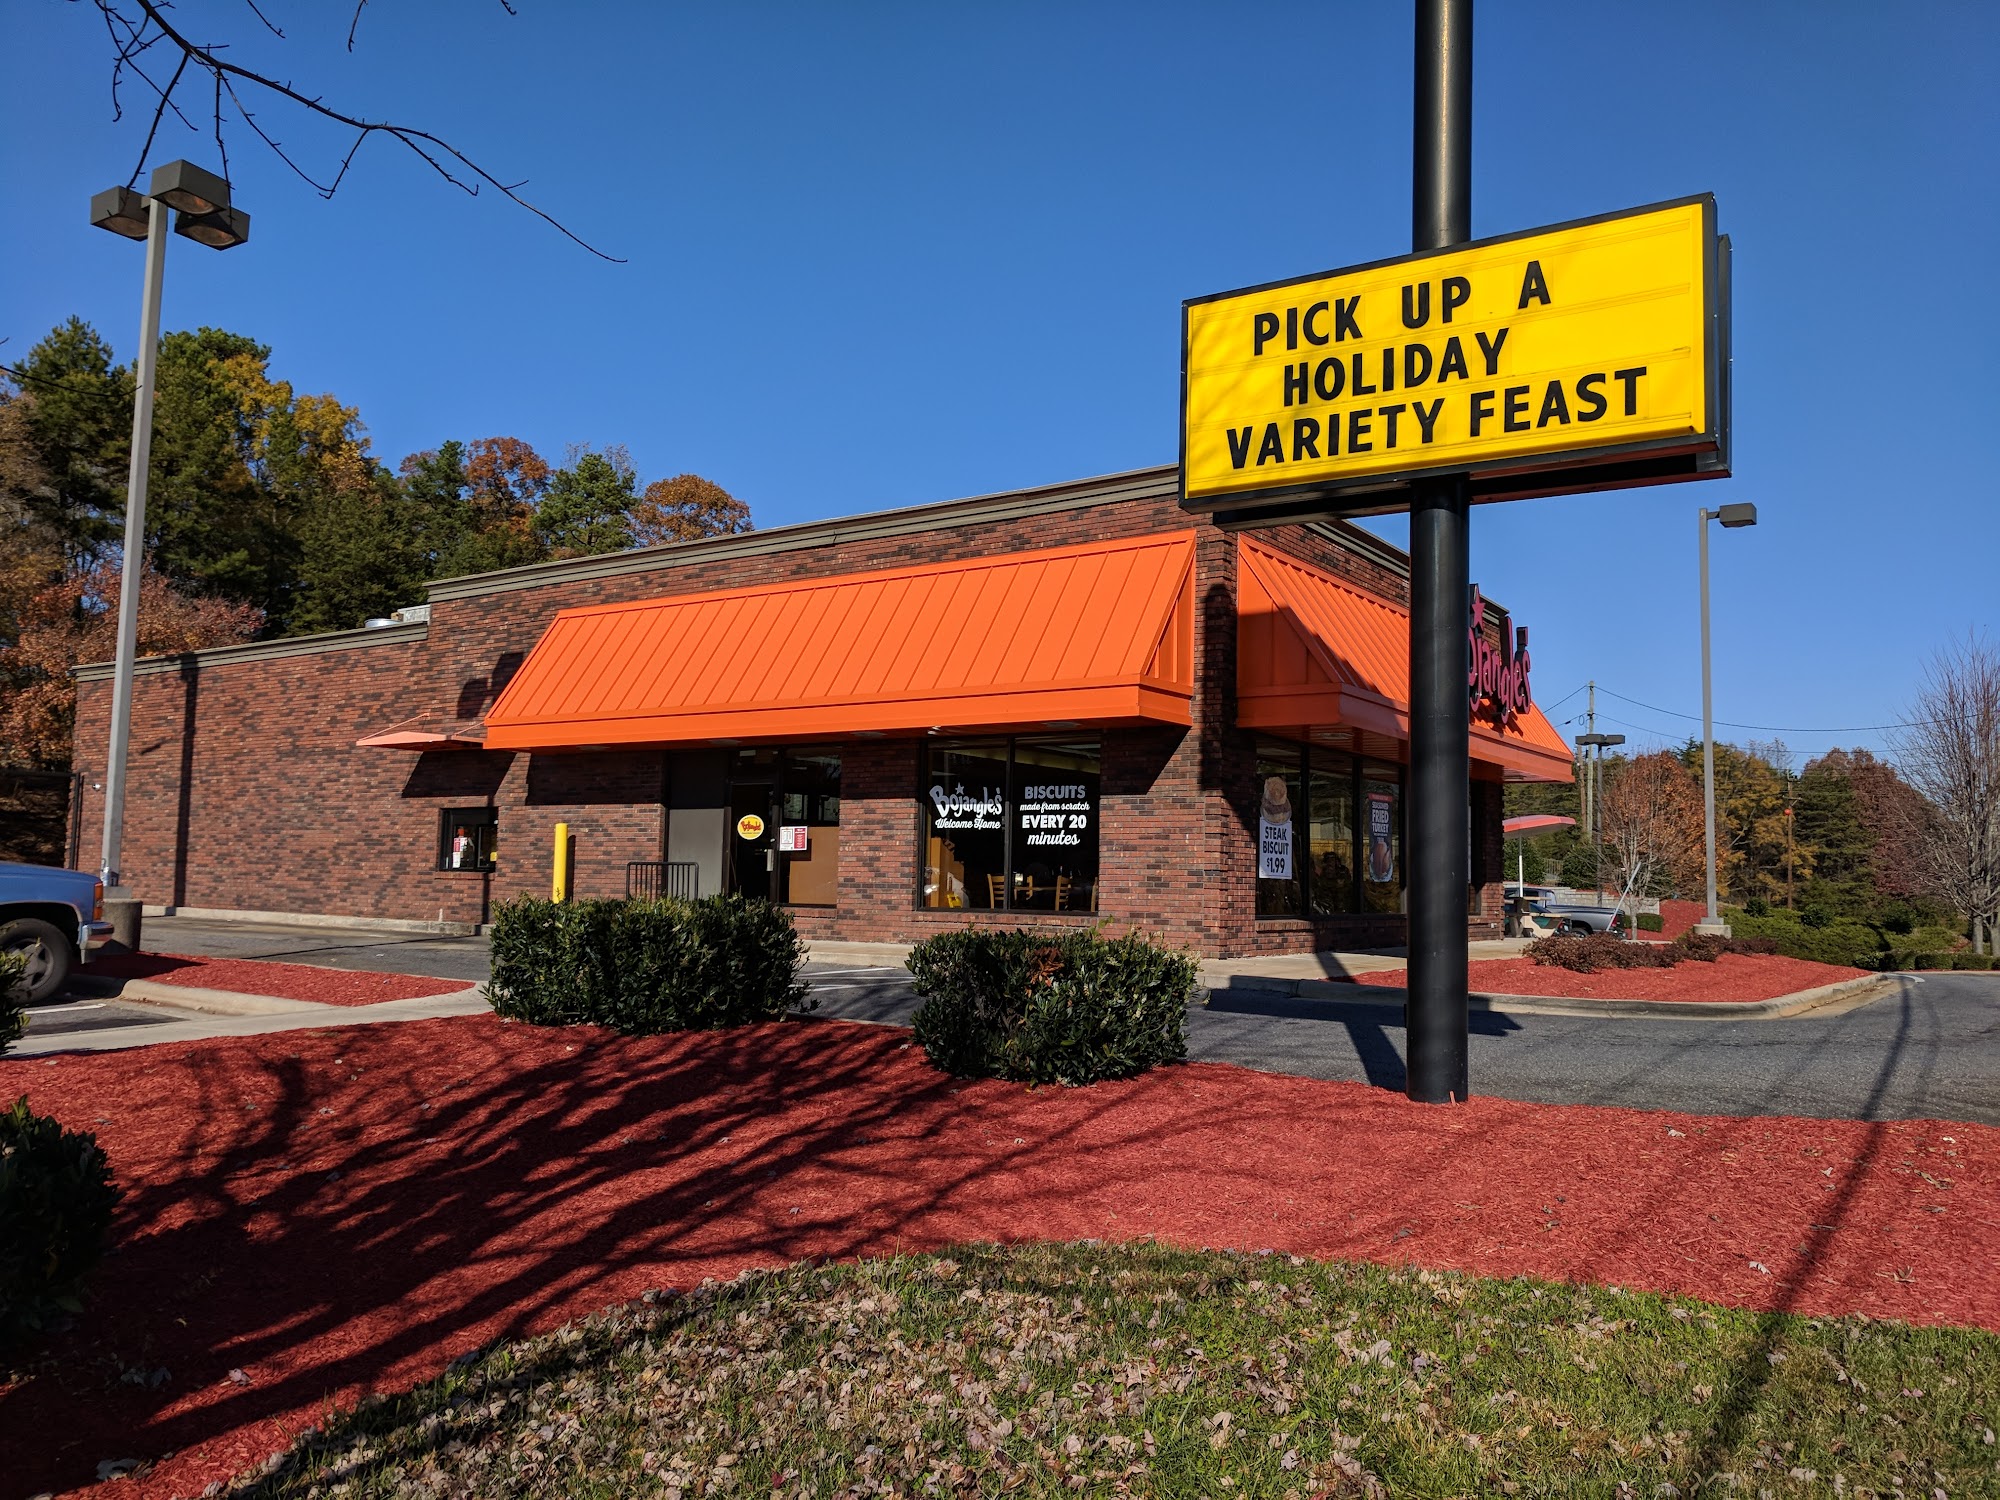 PICK UP A
HOLIDAY
VARIETY FEAST
Bojangles'
Bojangles'
Welcome Home
BISCUITS
made from scratch
EVERY 20
minutes
STEAK
BISCUIT
$1.99
FRIED
TURKEY